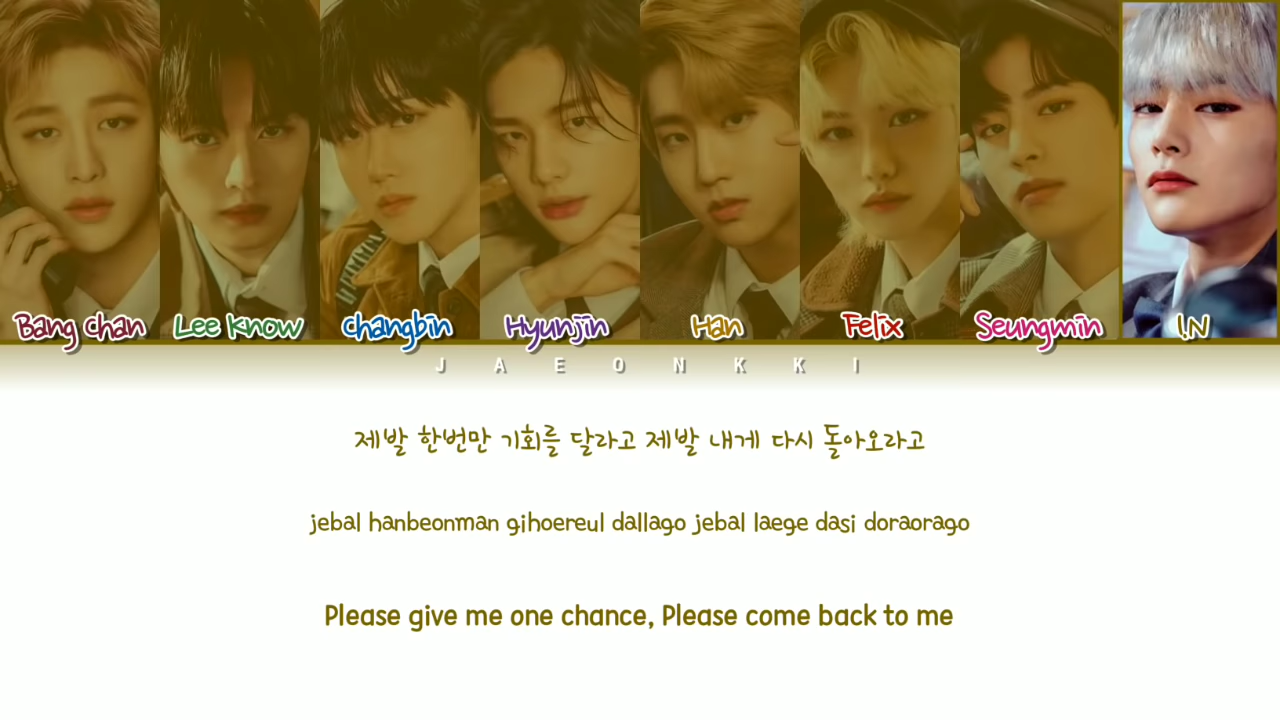 Bang Chan Lee Know Changbin Hyunjin Han Felix Seungmin I.N
JAEONKKI
제발 한번만 기회를 달라고 제발 내게 다시 돌아오라고
jebal hanbeonman gihoereul dallago jebal laege dasi doraorago
Please give me one chance, Please come back to me